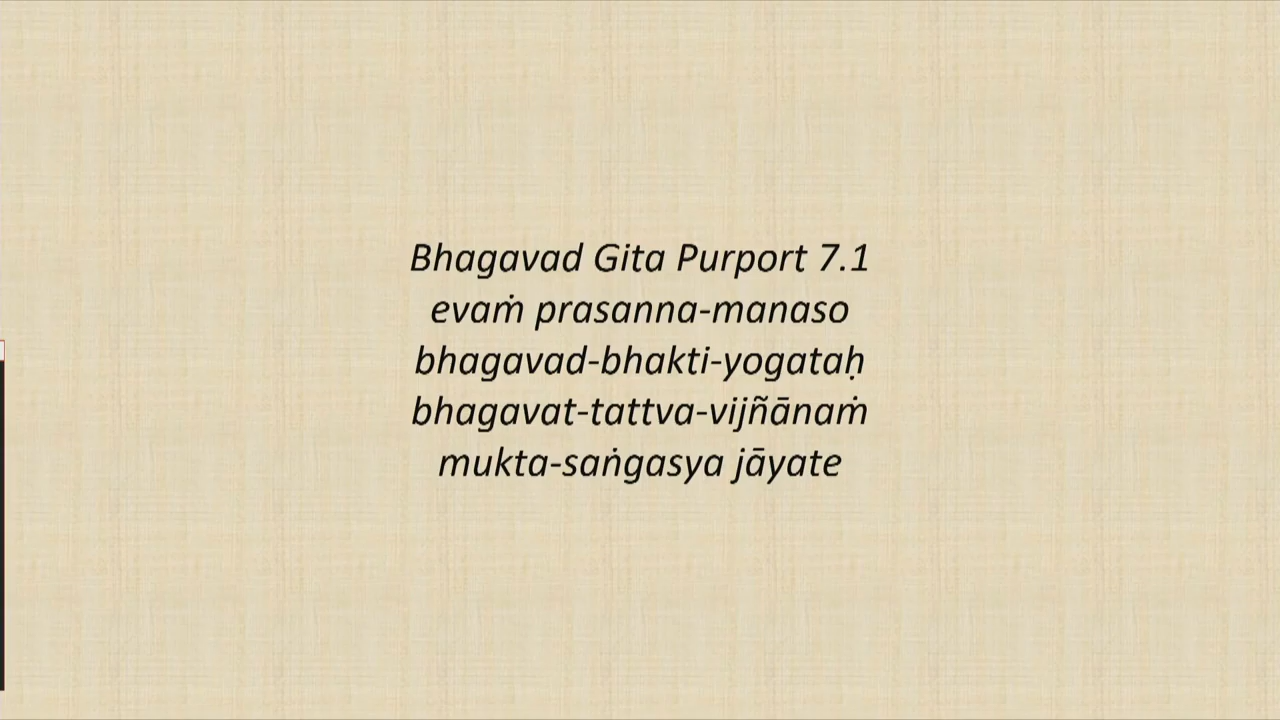 Bhagavad Gita Purport 7.1
evaṁ prasanna-manaso
bhagavad-bhakti-yogataḥ
bhagavat-tattva-vijñānaṁ
mukta-saṅgasya jāyate